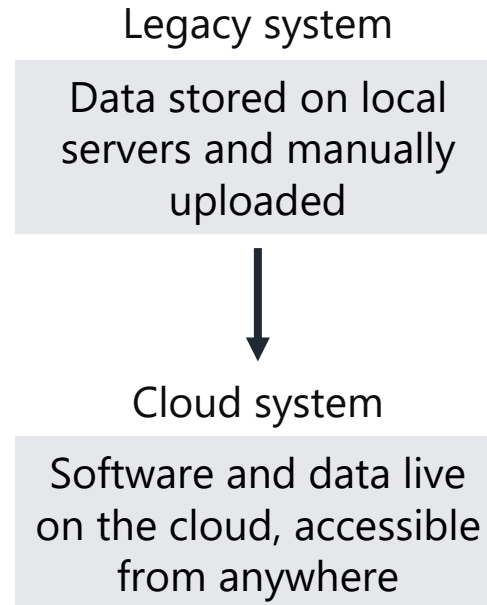 Legacy system
Data stored on local
servers and manually
uploaded
Cloud system
Software and data live
on the cloud, accessible
from anywhere